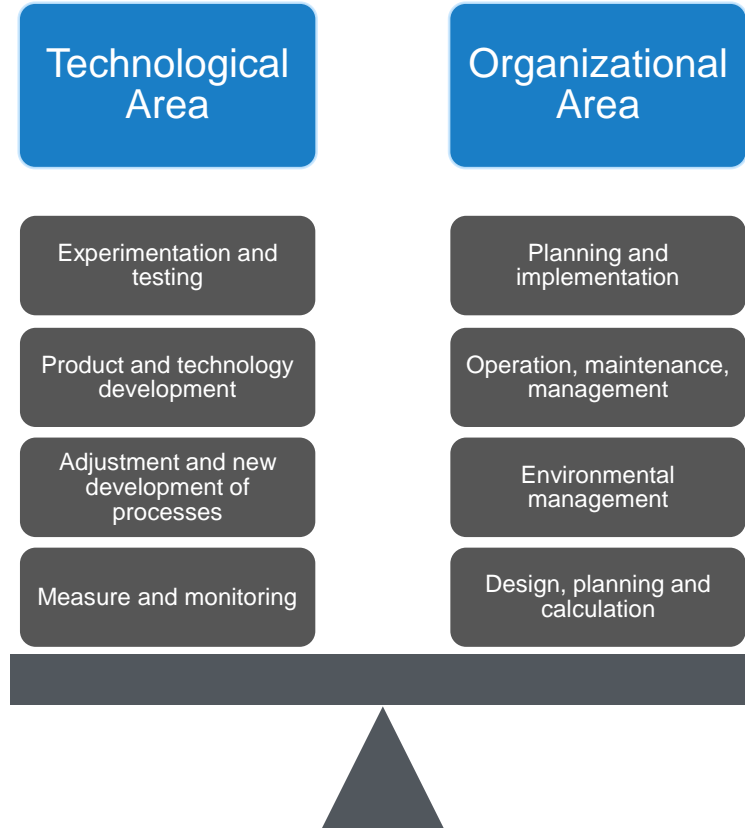 Technological
Area
Organizational
Area
Experimentation and
testing
Product and technology
development
Adjustment and new
development of
processes
Measure and monitoring
Planning and
implementation
Operation, maintenance,
management
Environmental
management
Design, planning and
calculation